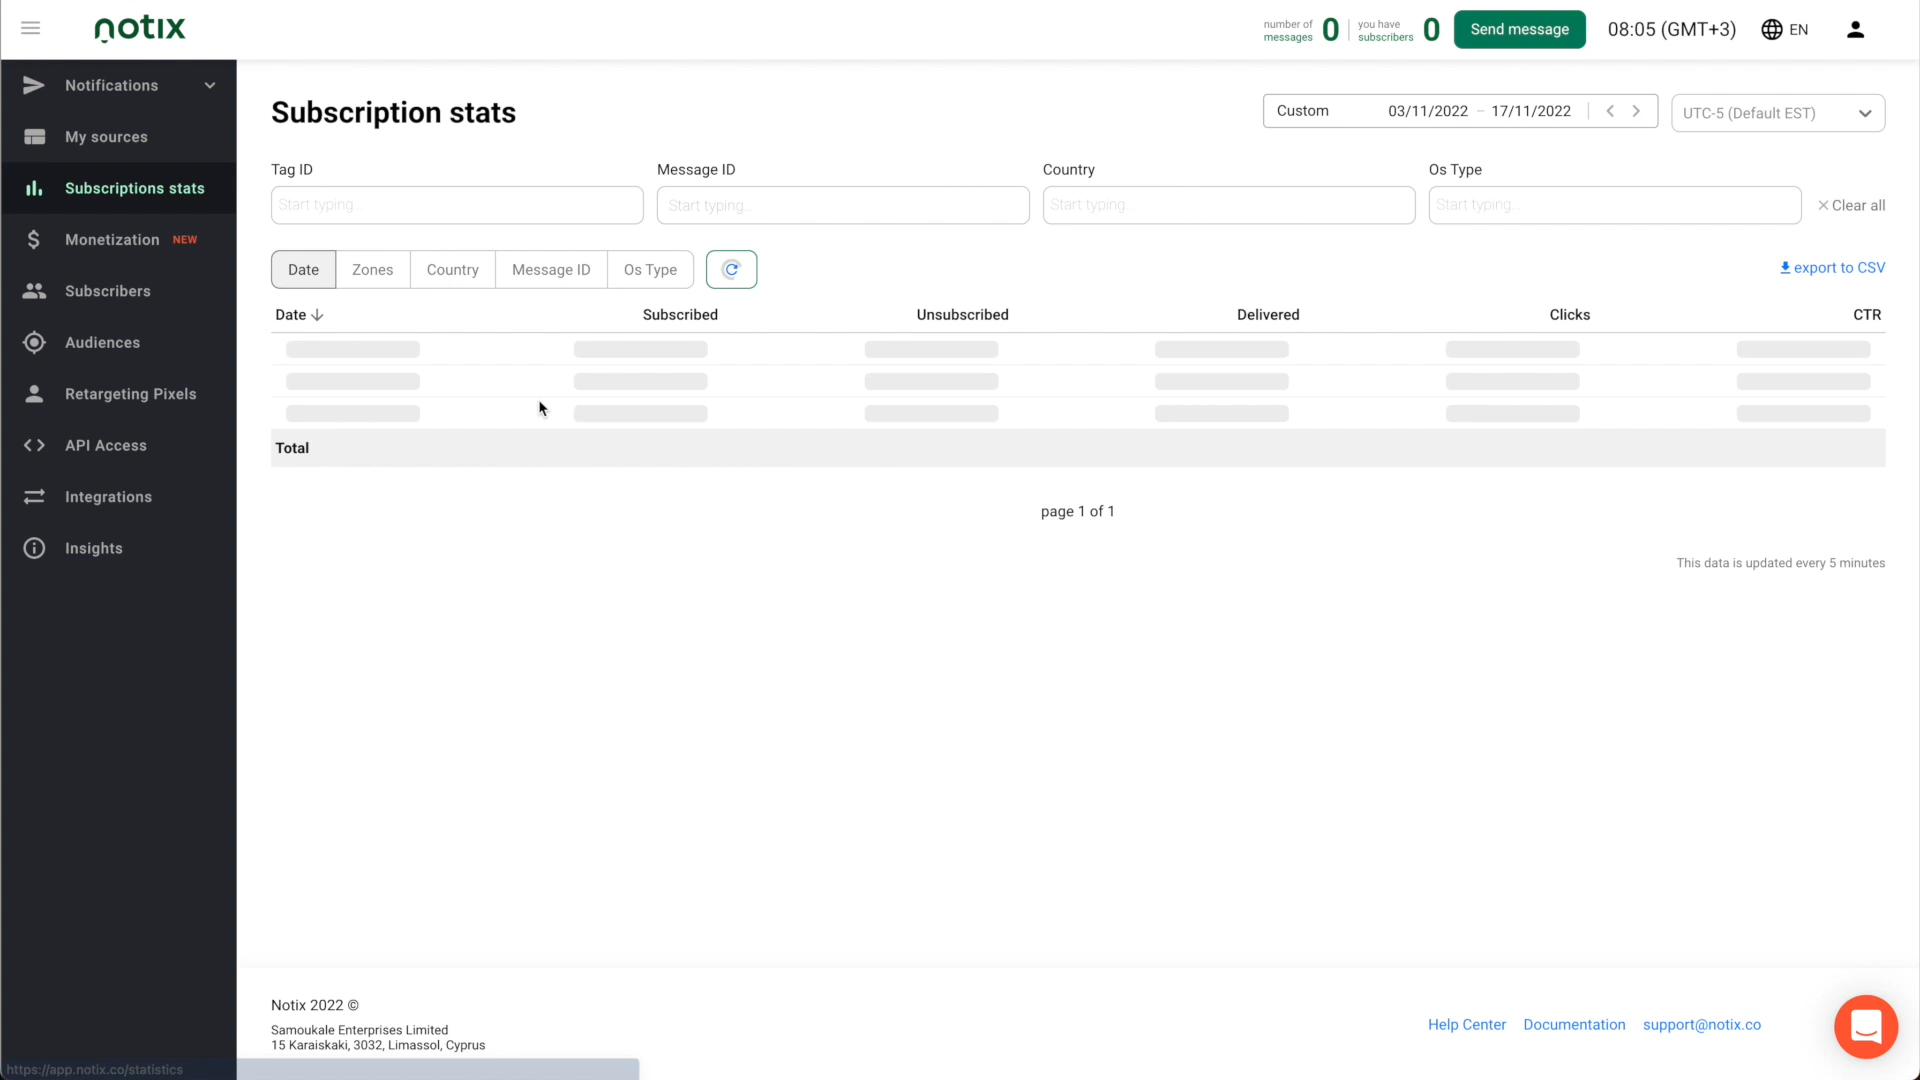 notix
number of messages 0
you have subscribers 0
Send message
08:05 (GMT+3)
EN
Notifications
My sources
Subscriptions stats
Monetization NEW
Subscribers
Audiences
Retargeting Pixels
API Access
Integrations
Insights
Subscription stats
Custom 03/11/2022 – 17/11/2022
UTC-5 (Default EST)
Tag ID Message ID Country Os Type
Start typing... Start typing... Start typing... Start typing... Clear all
Date Zones Country Message ID Os Type
export to CSV
Date Subscribed Unsubscribed Delivered Clicks CTR
Total
page 1 of 1
This data is updated every 5 minutes
Notix 2022 ©
Samoukale Enterprises Limited
15 Karaiskaki, 3032, Limassol, Cyprus
Help Center Documentation support@notix.co
https://app.notix.co/statistics